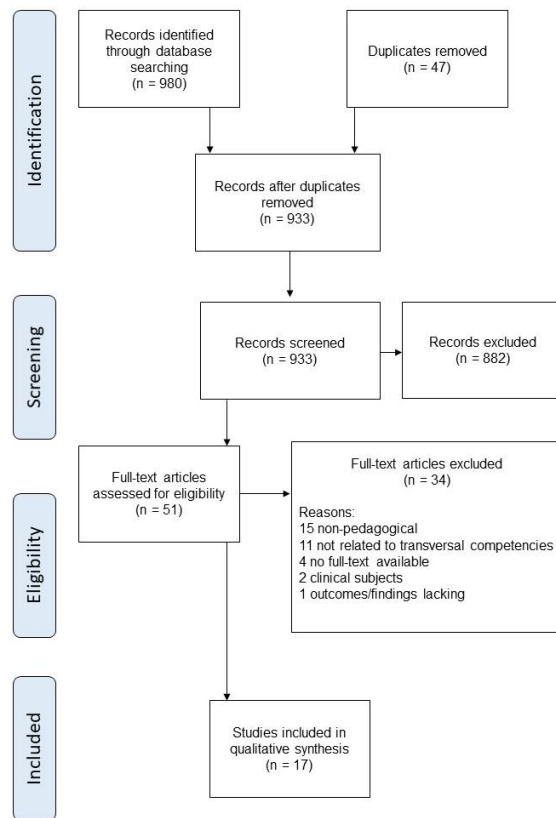 Identification
Records identified
through database
searching
(n = 980)
Duplicates removed
(n = 47)
Records after duplicates
removed
(n = 933)
Screening
Records screened
(n = 933)
Records excluded
(n = 882)
Eligibility
Full-text articles
assessed for eligibility
(n = 51)
Full-text articles excluded
(n = 34)
Reasons:
15 non-pedagogical
11 not related to transversal competencies
4 no full-text available
2 clinical subjects
1 outcomes/findings lacking
Included
Studies included in
qualitative synthesis
(n = 17)